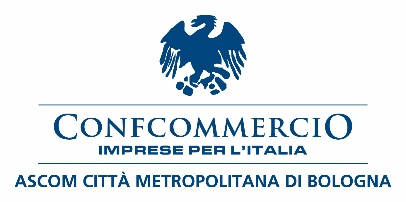 CONFCOMMERCIO
IMPRESE PER L'ITALIA
ASCOM CITTÀ METROPOLITANA DI BOLOGNA